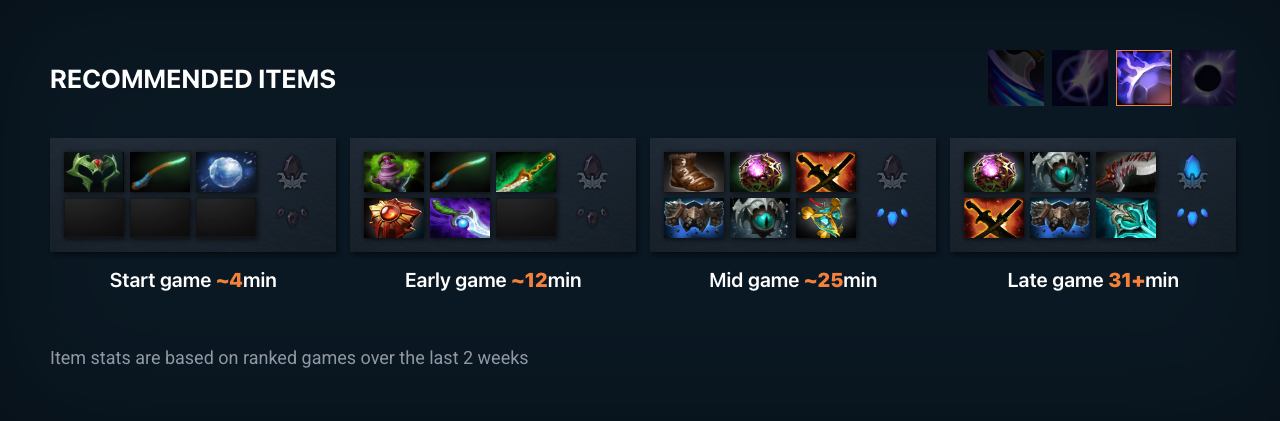 RECOMMENDED ITEMS
Start game ~4min
Early game ~12min
Mid game ~25min
Late game 31+min
Item stats are based on ranked games over the last 2 weeks